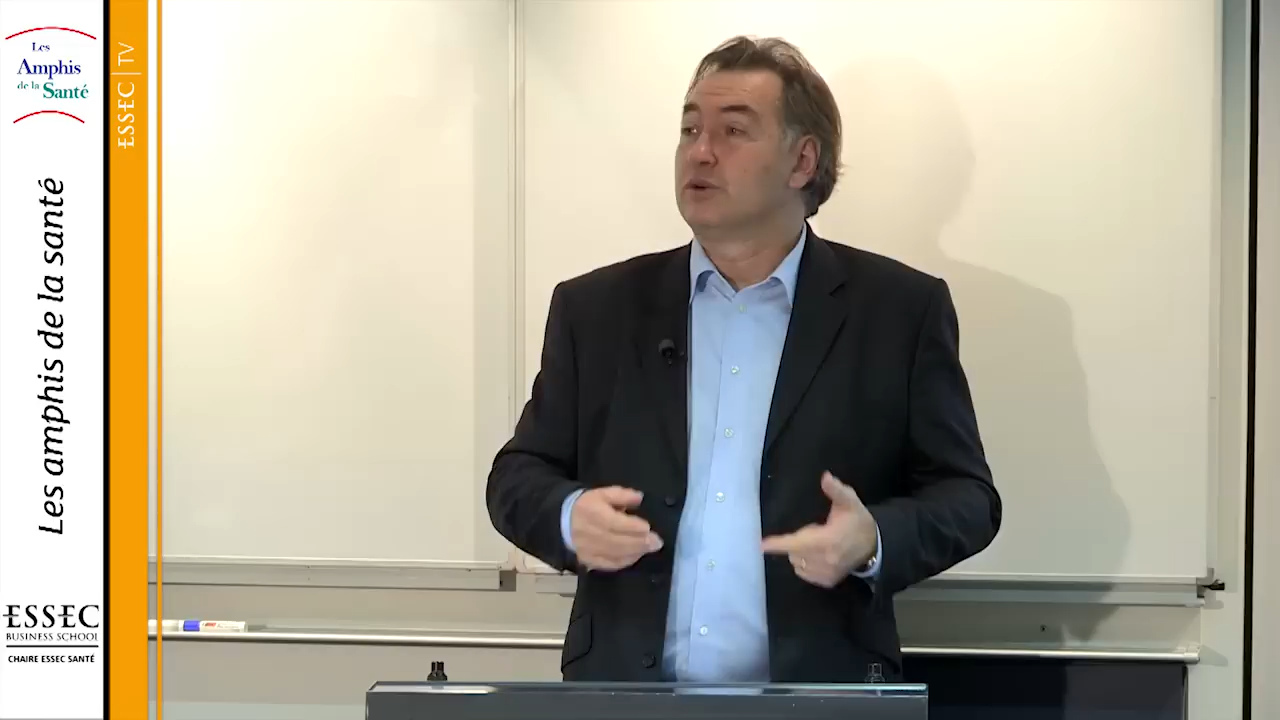 Les
Amphis
de la Santé
ESSEC | TV
Les amphis de la santé
ESSEC
BUSINESS SCHOOL
CHAIRE ESSEC SANTÉ